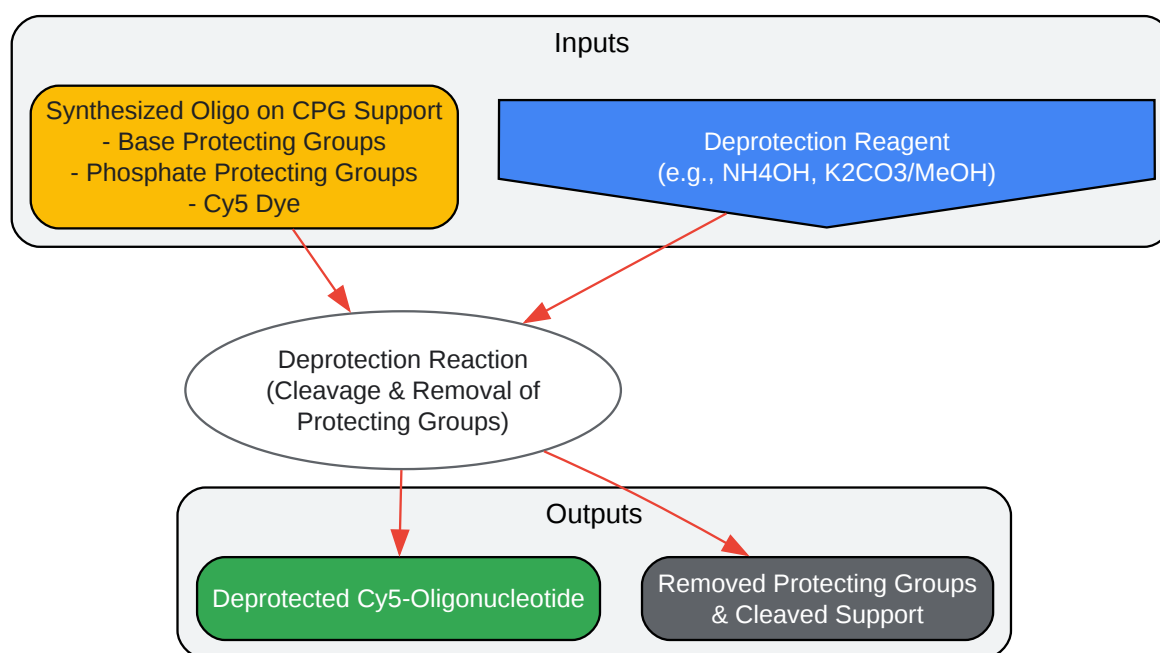 Inputs
Synthesized Oligo on CPG Support
- Base Protecting Groups
- Phosphate Protecting Groups
- Cy5 Dye
Deprotection Reagent
(e.g., NH4OH, K2CO3/MeOH)
Deprotection Reaction
(Cleavage & Removal of
Protecting Groups)
Outputs
Deprotected Cy5-Oligonucleotide
Removed Protecting Groups
& Cleaved Support